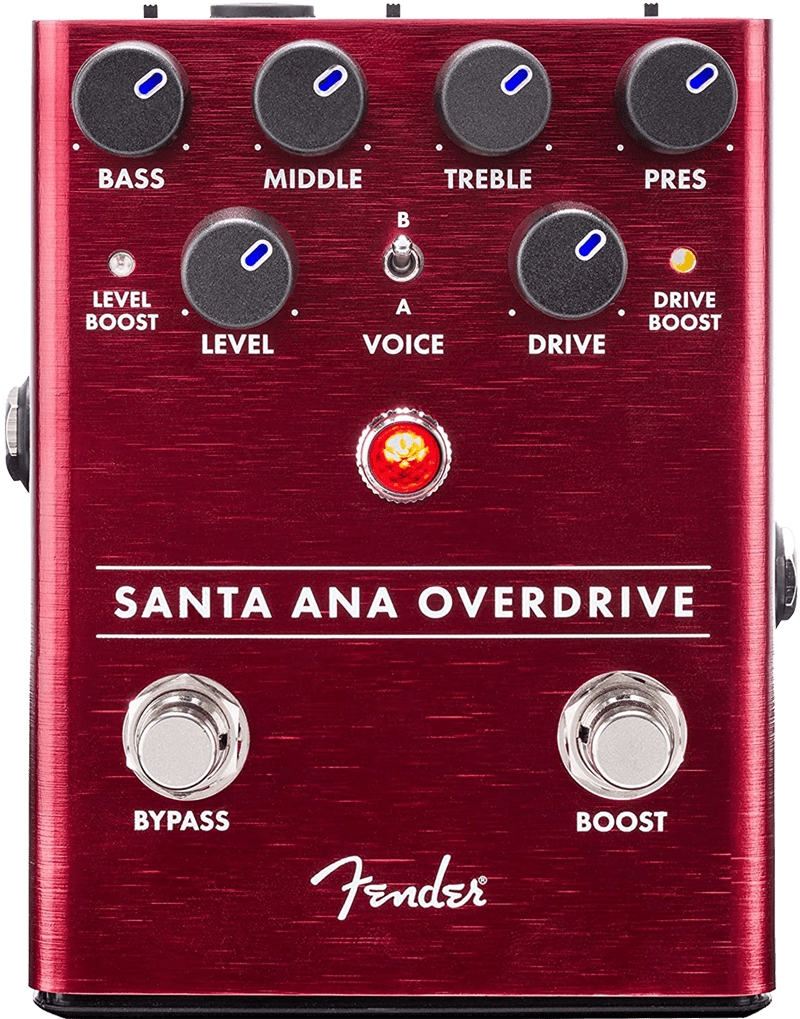 BASS MIDDLE TREBLE PRES
B
LEVEL
BOOST
A
DRIVE
BOOST
LEVEL VOICE DRIVE
SANTA ANA OVERDRIVE
BYPASS BOOST
Fender®